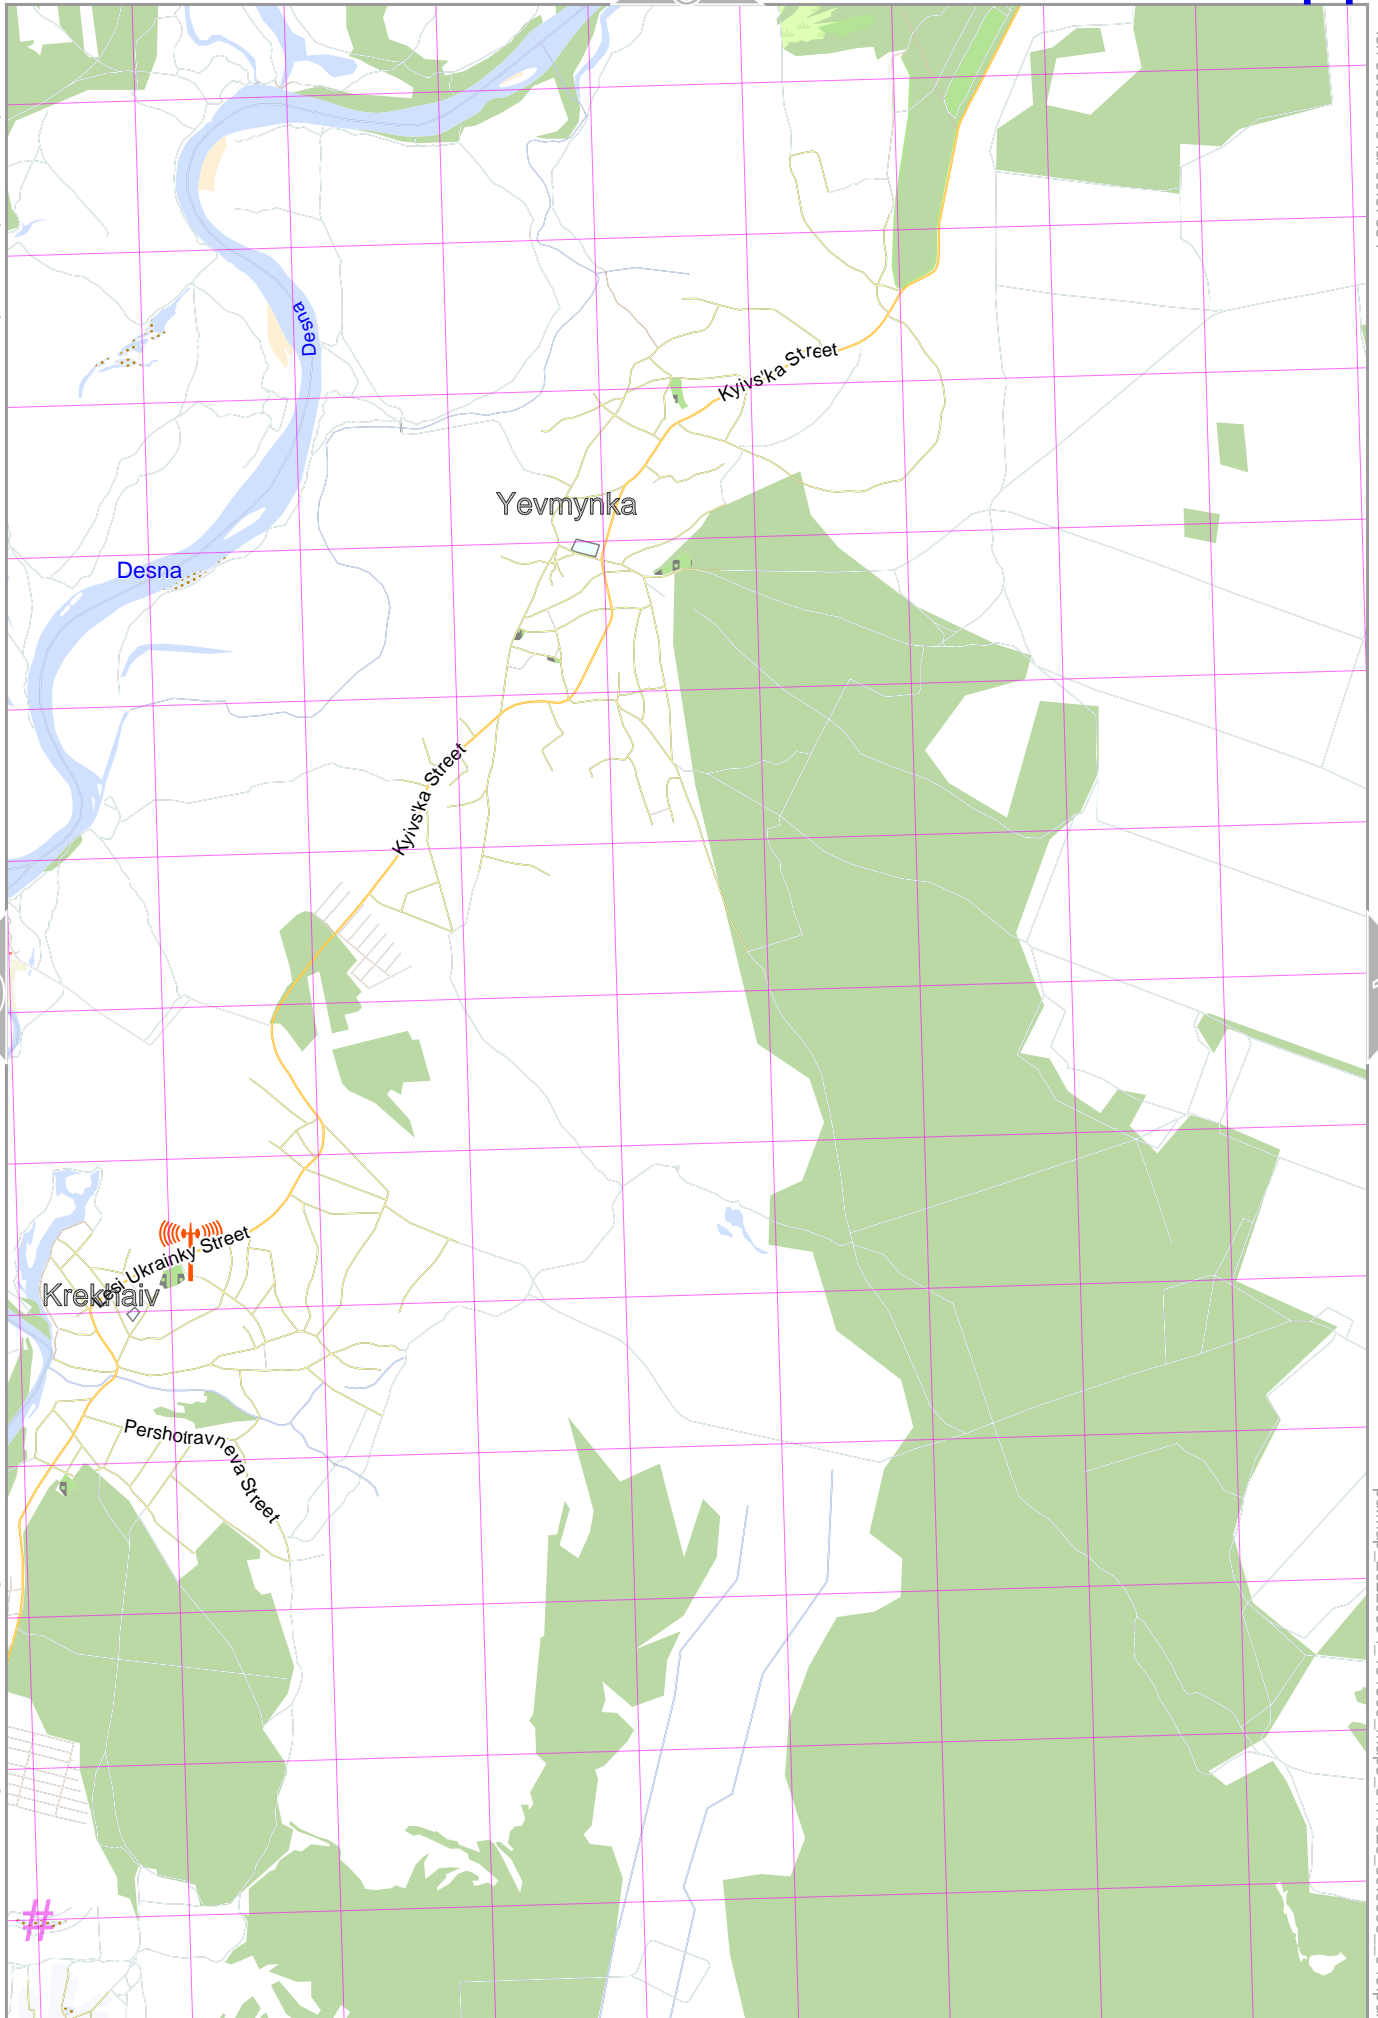 Desna
Kyivs'ka Street
Yevmynka
Desna
Kyivs'ka Street
Lesi Ukrainky Street
Krekhaiv
Pershotravneva Street
#